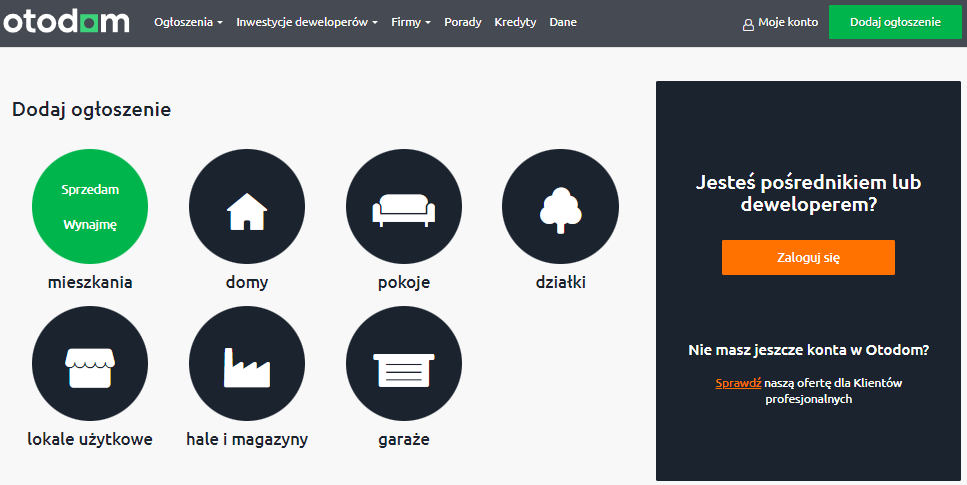 otodom
Ogłoszenia Inwestycje deweloperów Firmy Porady Kredyty Dane Moje konto Dodaj ogłoszenie
Dodaj ogłoszenie
Sprzedam
Wynajmę
mieszkania domy pokoje działki
lokale użytkowe hale i magazyny garaże
Jesteś pośrednikiem lub
deweloperem?
Zaloguj się
Nie masz jeszcze konta w Otodom?
Sprawdź naszą ofertę dla Klientów
profesjonalnych